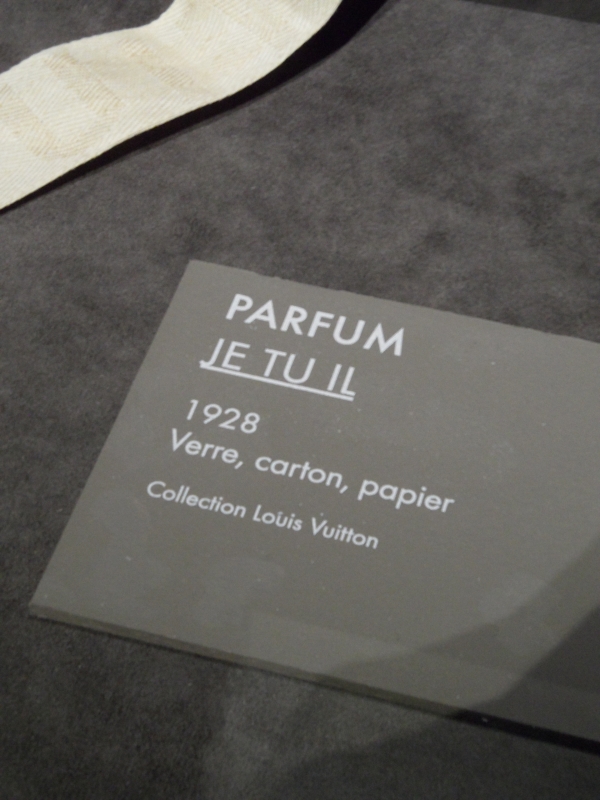 PARFUM
JE TU IL
1928
Verre, carton, papier
Collection Louis Vuitton